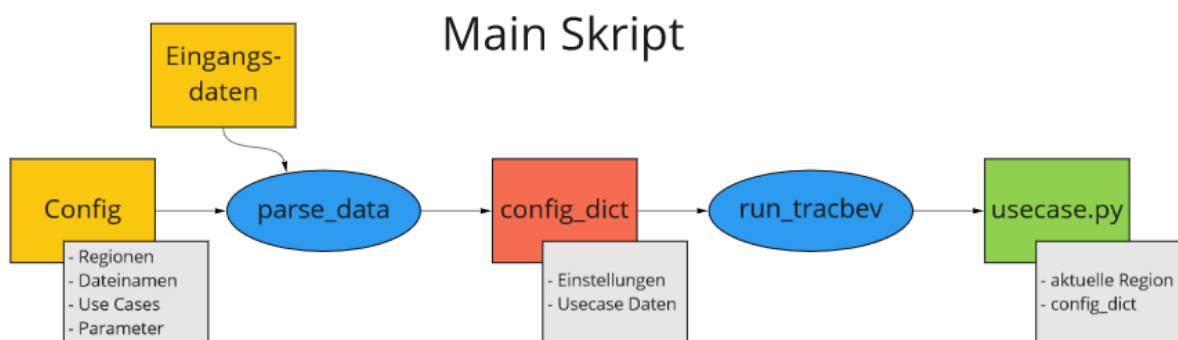 Main Skript
Eingangs-
daten
Config
parse_data
config_dict
run_tracbev
usecase.py
- Regionen
- Dateinamen
- Use Cases
- Parameter
- Einstellungen
- Usecase Daten
- aktuelle Region
- config_dict